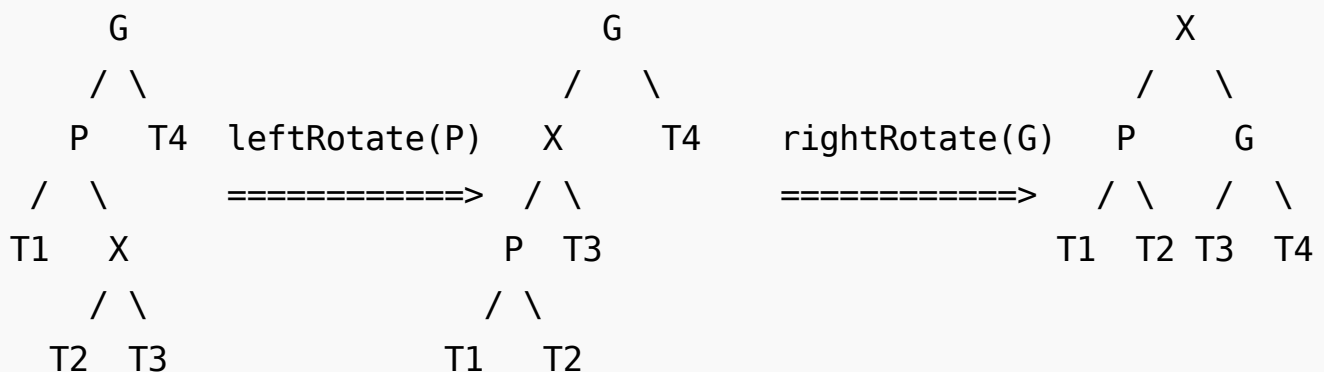 G G X
/ \ / \ / \
P T4 leftRotate(P) X T4 rightRotate(G) P G
/ \ ============> / \ ============> / \ / \
T1 X P T3 T1 T2 T3 T4
/ \ / \
T2 T3 T1 T2